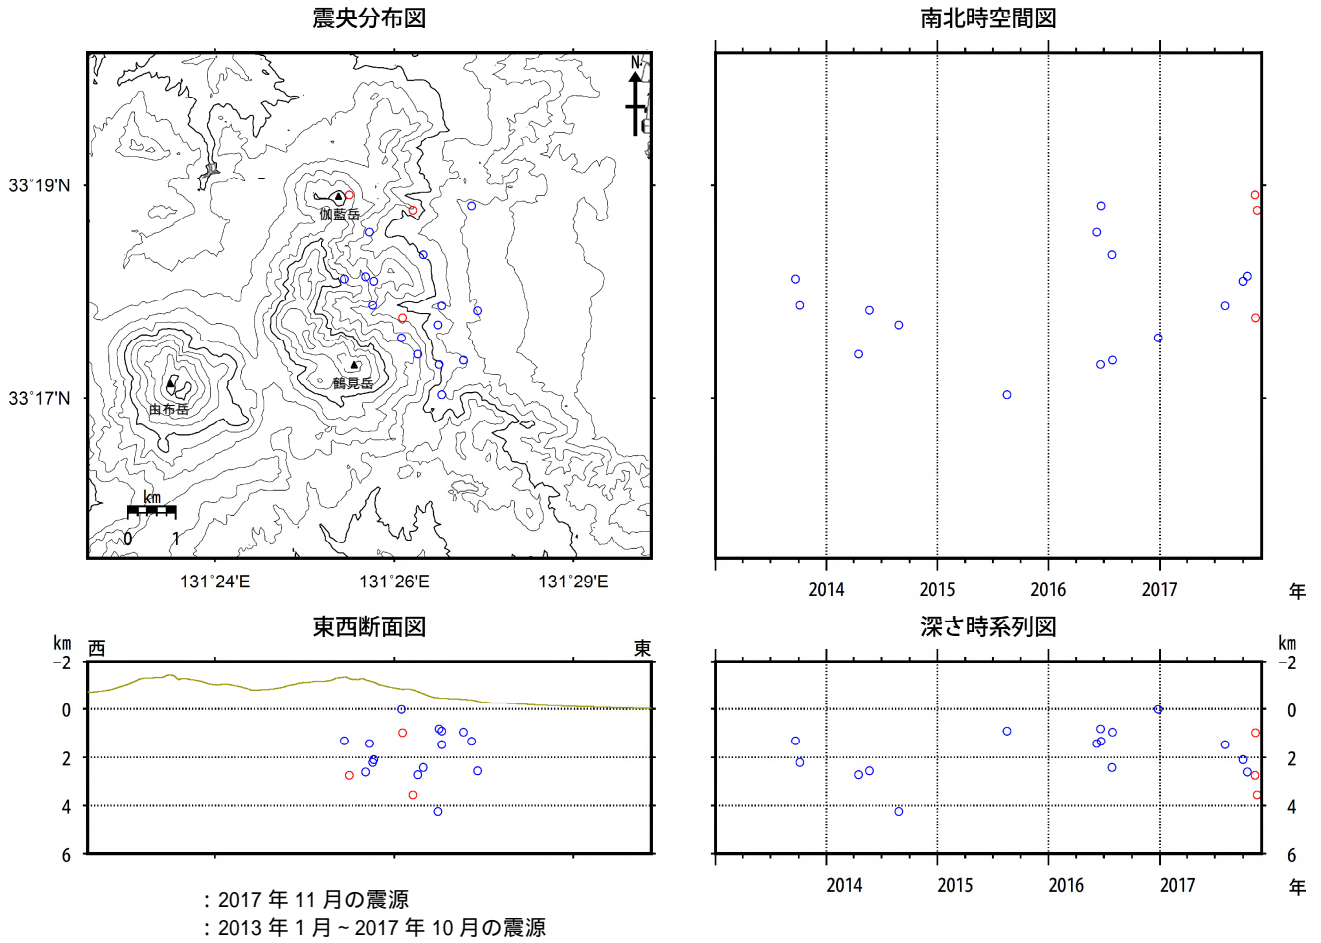 震央分布図
N
33°19'N
伽藍岳
鶴見岳
33°17'N
由布岳
km
0 1
131°24'E 131°26'E 131°29'E
南北時空間図
2014 2015 2016 2017 年
東西断面図
km 西 東
-2
0
2
4
6
深さ時系列図
km
-2
0
2
4
6
2014 2015 2016 2017 年
: 2017 年 11 月の震源
: 2013 年 1 月 ~ 2017 年 10 月の震源